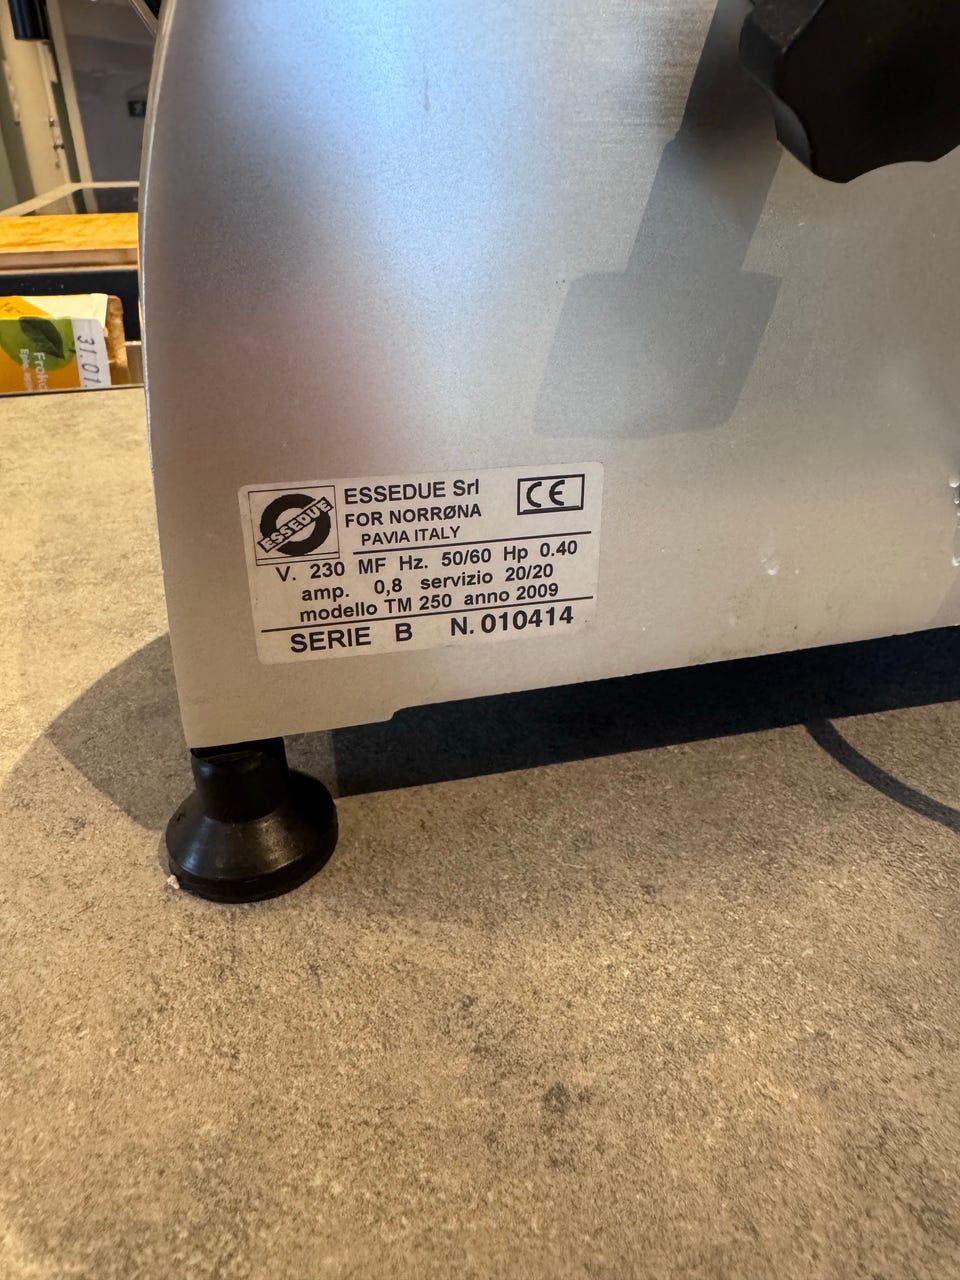 ESSEDUE
ESSEDUE Srl
FOR NORRØNA
PAVIA ITALY
CE
V. 230 MF Hz. 50/60 Hp 0.40
amp. 0,8 servizio 20/20
modello TM 250 anno 2009
SERIE B N. 010414
31.01.